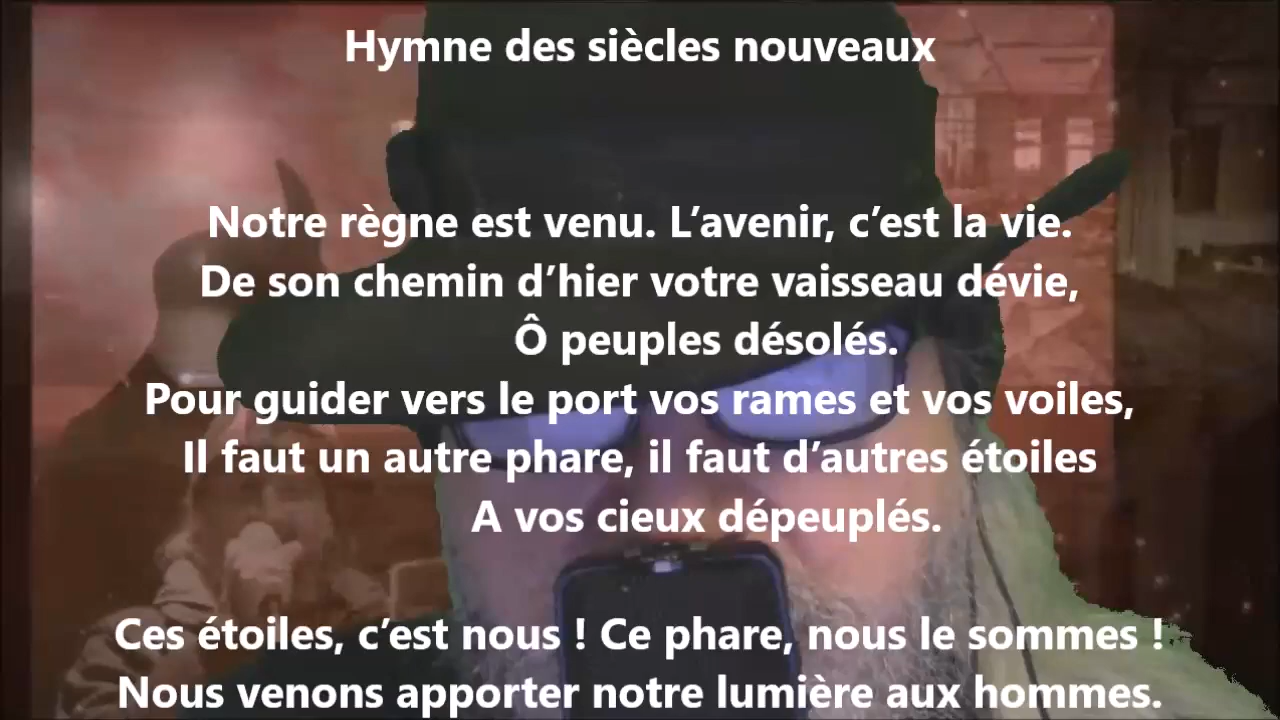 Hymne des siècles nouveaux
Notre règne est venu. L’avenir, c’est la vie.
De son chemin d’hier votre vaisseau dévie,
Ô peuples désolés.
Pour guider vers le port vos rames et vos voiles,
Il faut un autre phare, il faut d’autres étoiles
A vos cieux dépeuplés.
Ces étoiles, c’est nous ! Ce phare, nous le sommes !
Nous venons apporter notre lumière aux hommes.